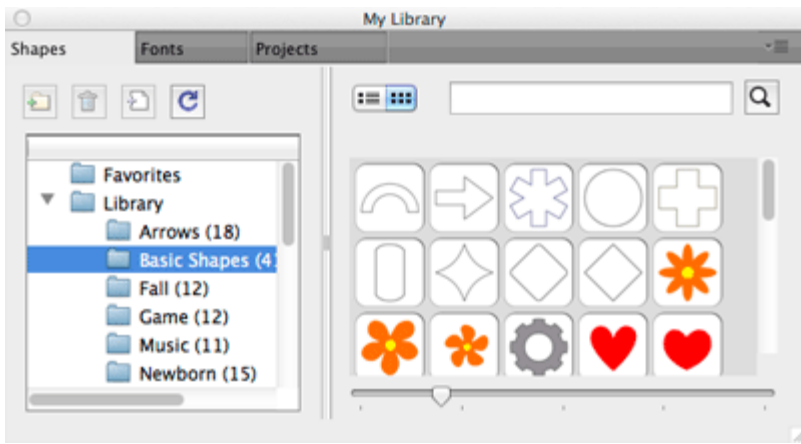 My Library
Shapes Fonts Projects
Favorites
Library
Arrows (18)
Basic Shapes (4
Fall (12)
Game (12)
Music (11)
Newborn (15)